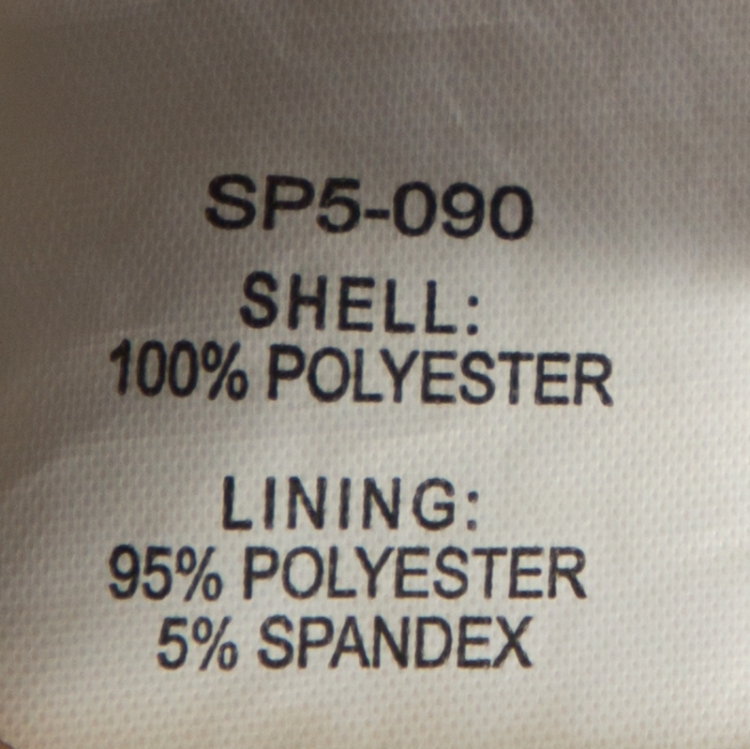 SP5-090
SHELL:
100% POLYESTER
LINING:
95% POLYESTER
5% SPANDEX